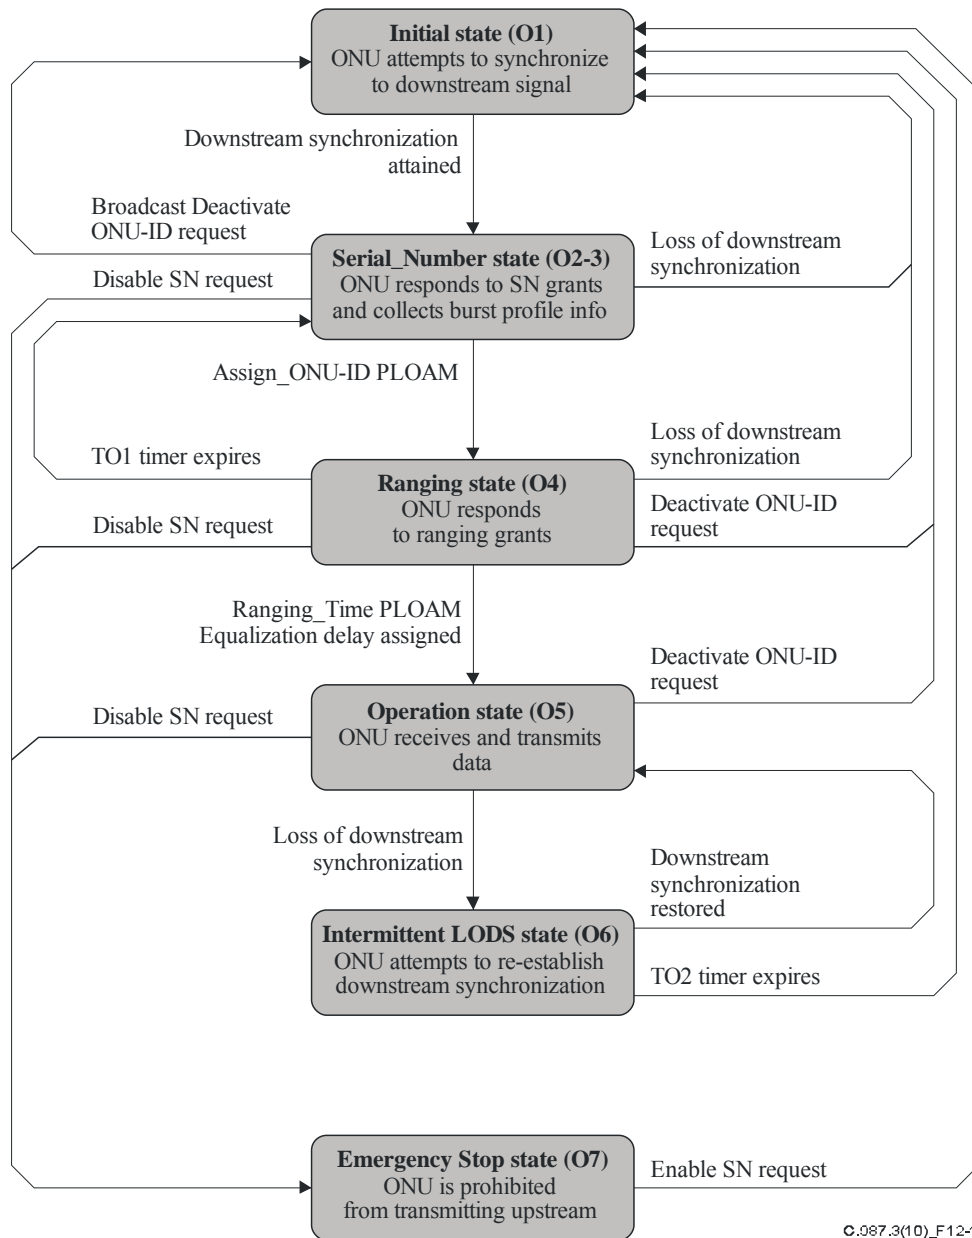 Initial state (O1)
ONU attempts to synchronize
to downstream signal
Downstream synchronization
attained
Broadcast Deactivate
ONU-ID request
Serial_Number state (O2-3)
ONU responds to SN grants
and collects burst profile info
Loss of downstream
synchronization
Disable SN request
Assign_ONU-ID PLOAM
TO1 timer expires
Loss of downstream
synchronization
Ranging state (O4)
ONU responds
to ranging grants
Disable SN request
Deactivate ONU-ID
request
Ranging_Time PLOAM
Equalization delay assigned
Deactivate ONU-ID
request
Operation state (O5)
ONU receives and transmits
data
Disable SN request
Loss of downstream
synchronization
Downstream
synchronization
restored
Intermittent LODS state (O6)
ONU attempts to re-establish
downstream synchronization
TO2 timer expires
Emergency Stop state (O7)
ONU is prohibited
from transmitting upstream
Enable SN request